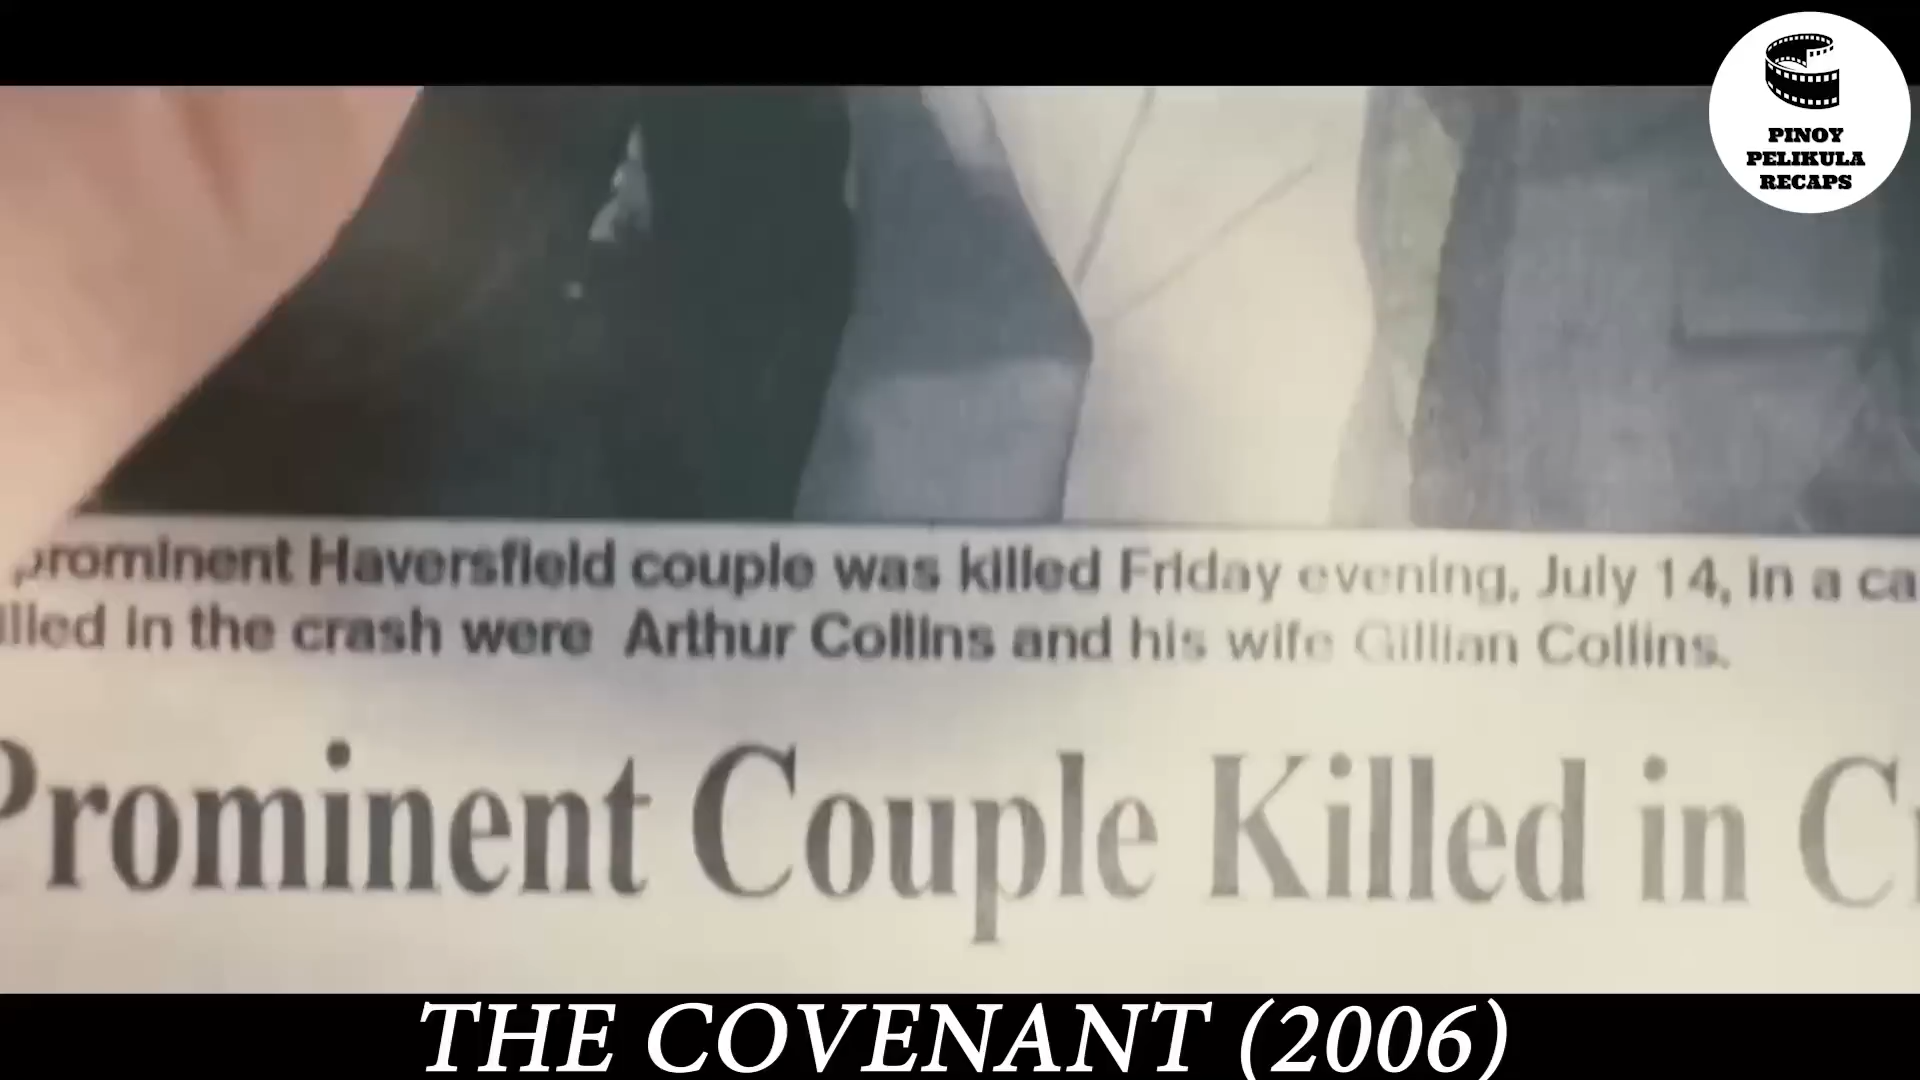 PINOY
PELIKULA
RECAPS
prominent Haversfield couple was killed Friday evening, July 14, in a ca
illed in the crash were Arthur Collins and his wife Gillian Collins.
Prominent Couple Killed in C
THE COVENANT (2006)